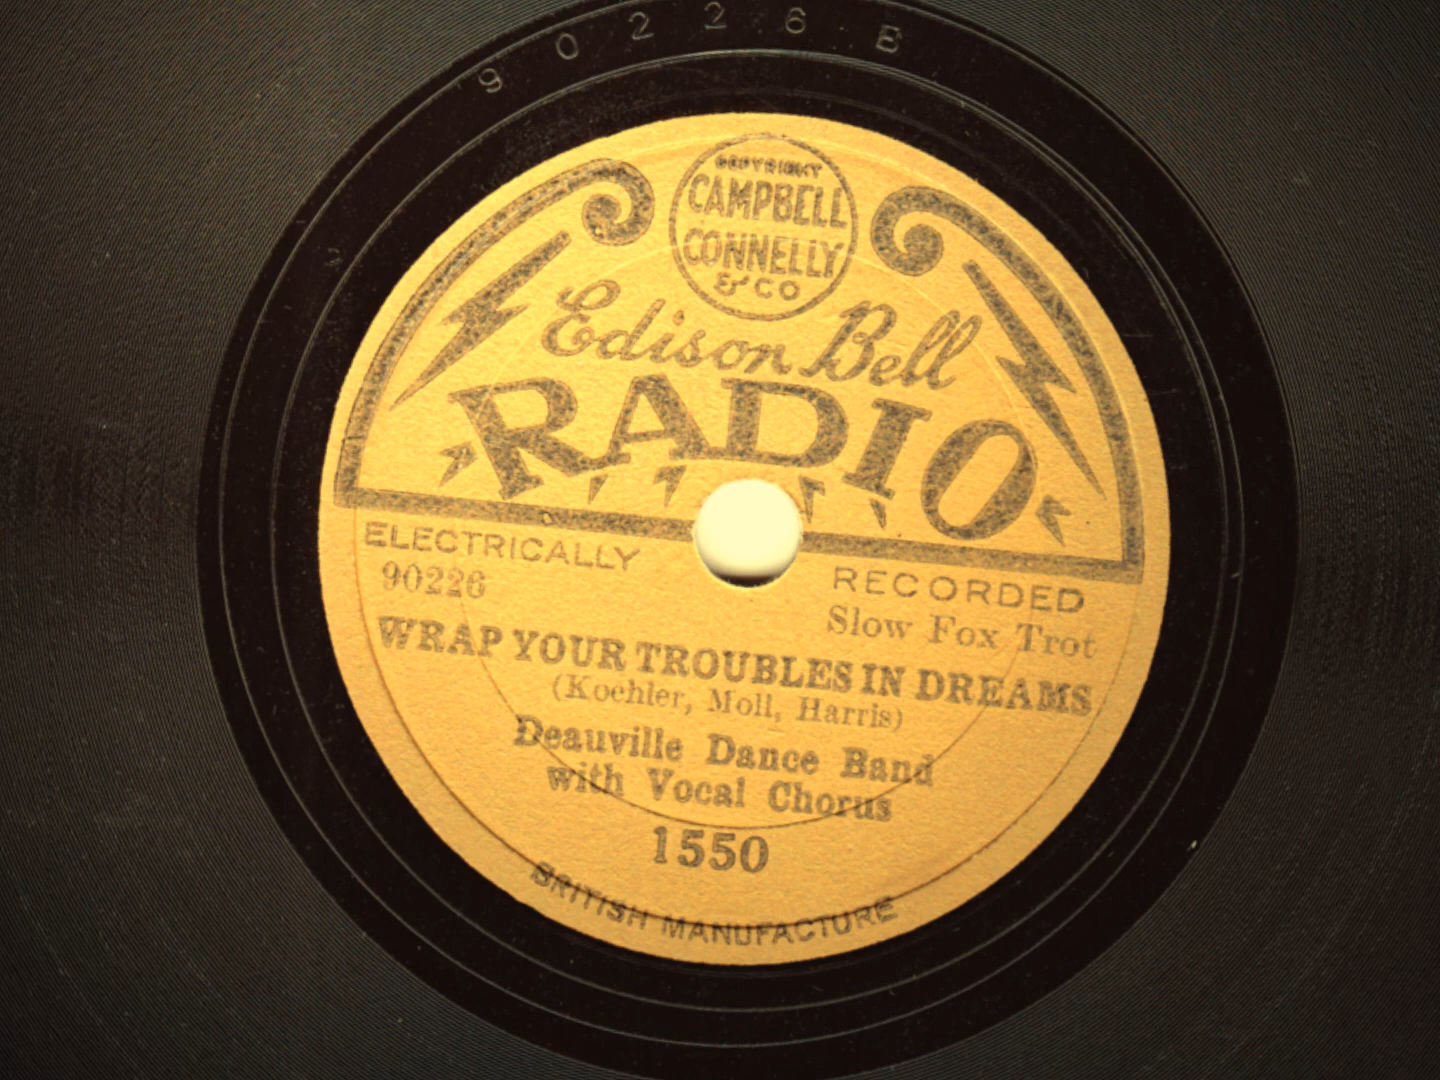 90226E
COPYRIGHT
CAMPBELL
CONNELLY
& CO
Edison Bell
RADIO
ELECTRICALLY RECORDED
90226 Slow Fox Trot
WRAP YOUR TROUBLES IN DREAMS
(Koehler, Moll, Harris)
Deauville Dance Band
with Vocal Chorus
1550
BRITISH MANUFACTURE